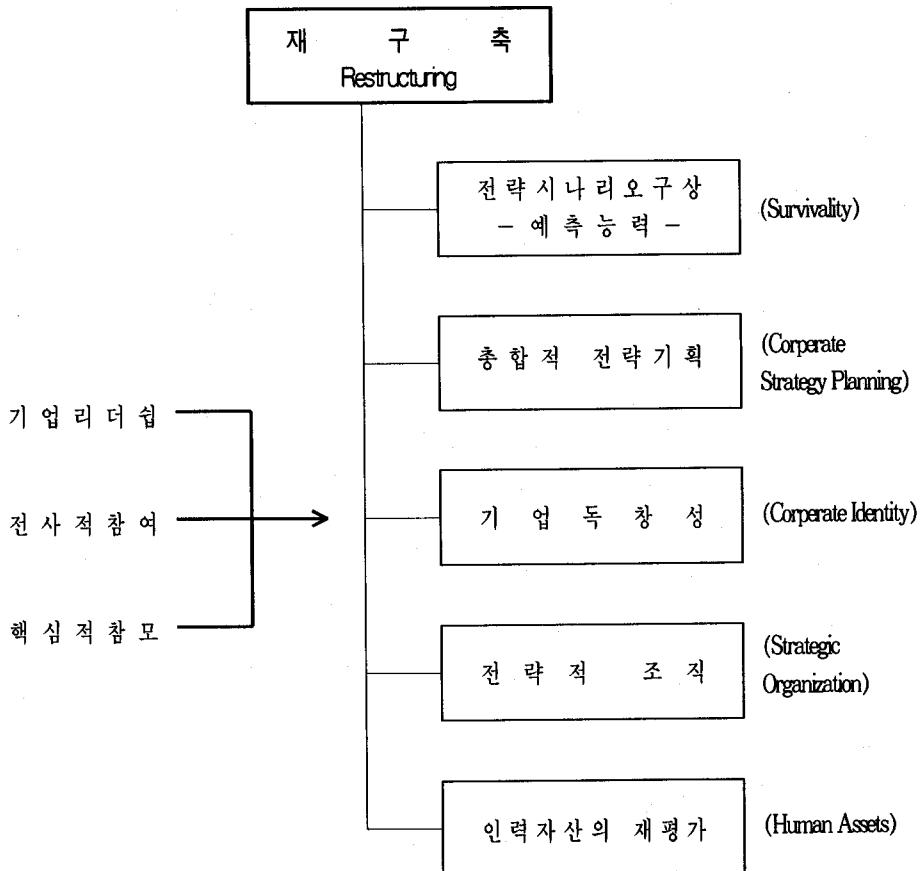 재 구 축
Restructuring
전략시나리오구상
- 예측능력 -
(Survivality)
총합적 전략기획
(Corperate
Strategy Planning)
기업리더쉽
전사적참여
핵심적참모
기 업 독 창 성
(Corperate Identity)
전략적 조직
(Strategic
Organization)
인력자산의 재평가
(Human Assets)